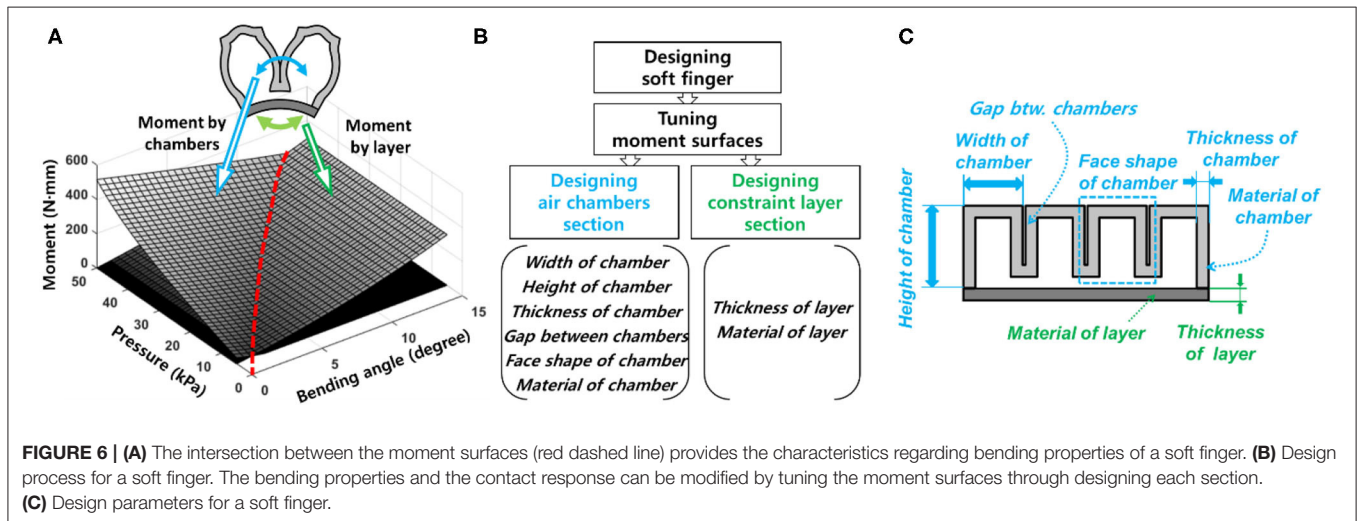 A
Moment by
chambers
Moment
by layer
Moment (N·mm)
600
400
200
0
50
40
30
20
10
0
Pressure (kPa)
0
5
10
15
Bending angle (degree)
B
Designing
soft finger
Tuning
moment surfaces
Designing
air chambers
section
Designing
constraint layer
section
Width of chamber
Height of chamber
Thickness of chamber
Gap between chambers
Face shape of chamber
Material of chamber
Thickness of layer
Material of layer
C
Gap btw. chambers
Width of
chamber
Face shape
of chamber
Thickness of
chamber
Material of
chamber
Height of chamber
Material of layer
Thickness
of layer
FIGURE 6 | (A) The intersection between the moment surfaces (red dashed line) provides the characteristics regarding bending properties of a soft finger. (B) Design
process for a soft finger. The bending properties and the contact response can be modified by tuning the moment surfaces through designing each section.
(C) Design parameters for a soft finger.